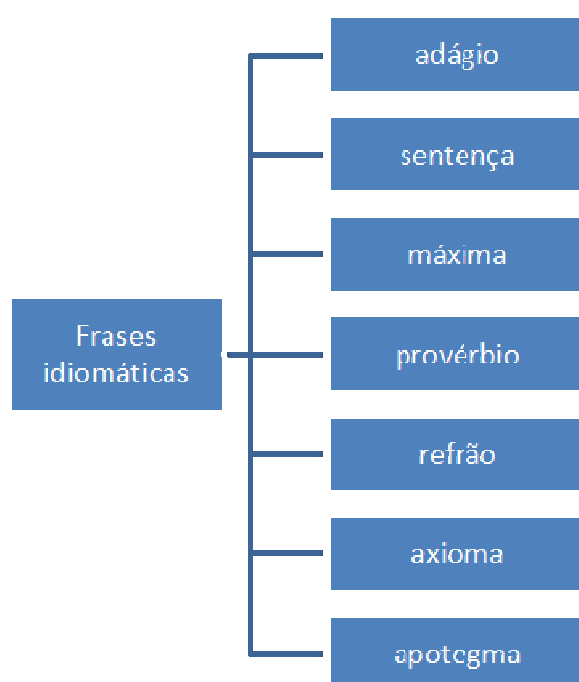 adágio
sentença
máxima
Frases
idiomáticas
provérbio
refrão
axioma
apotegma